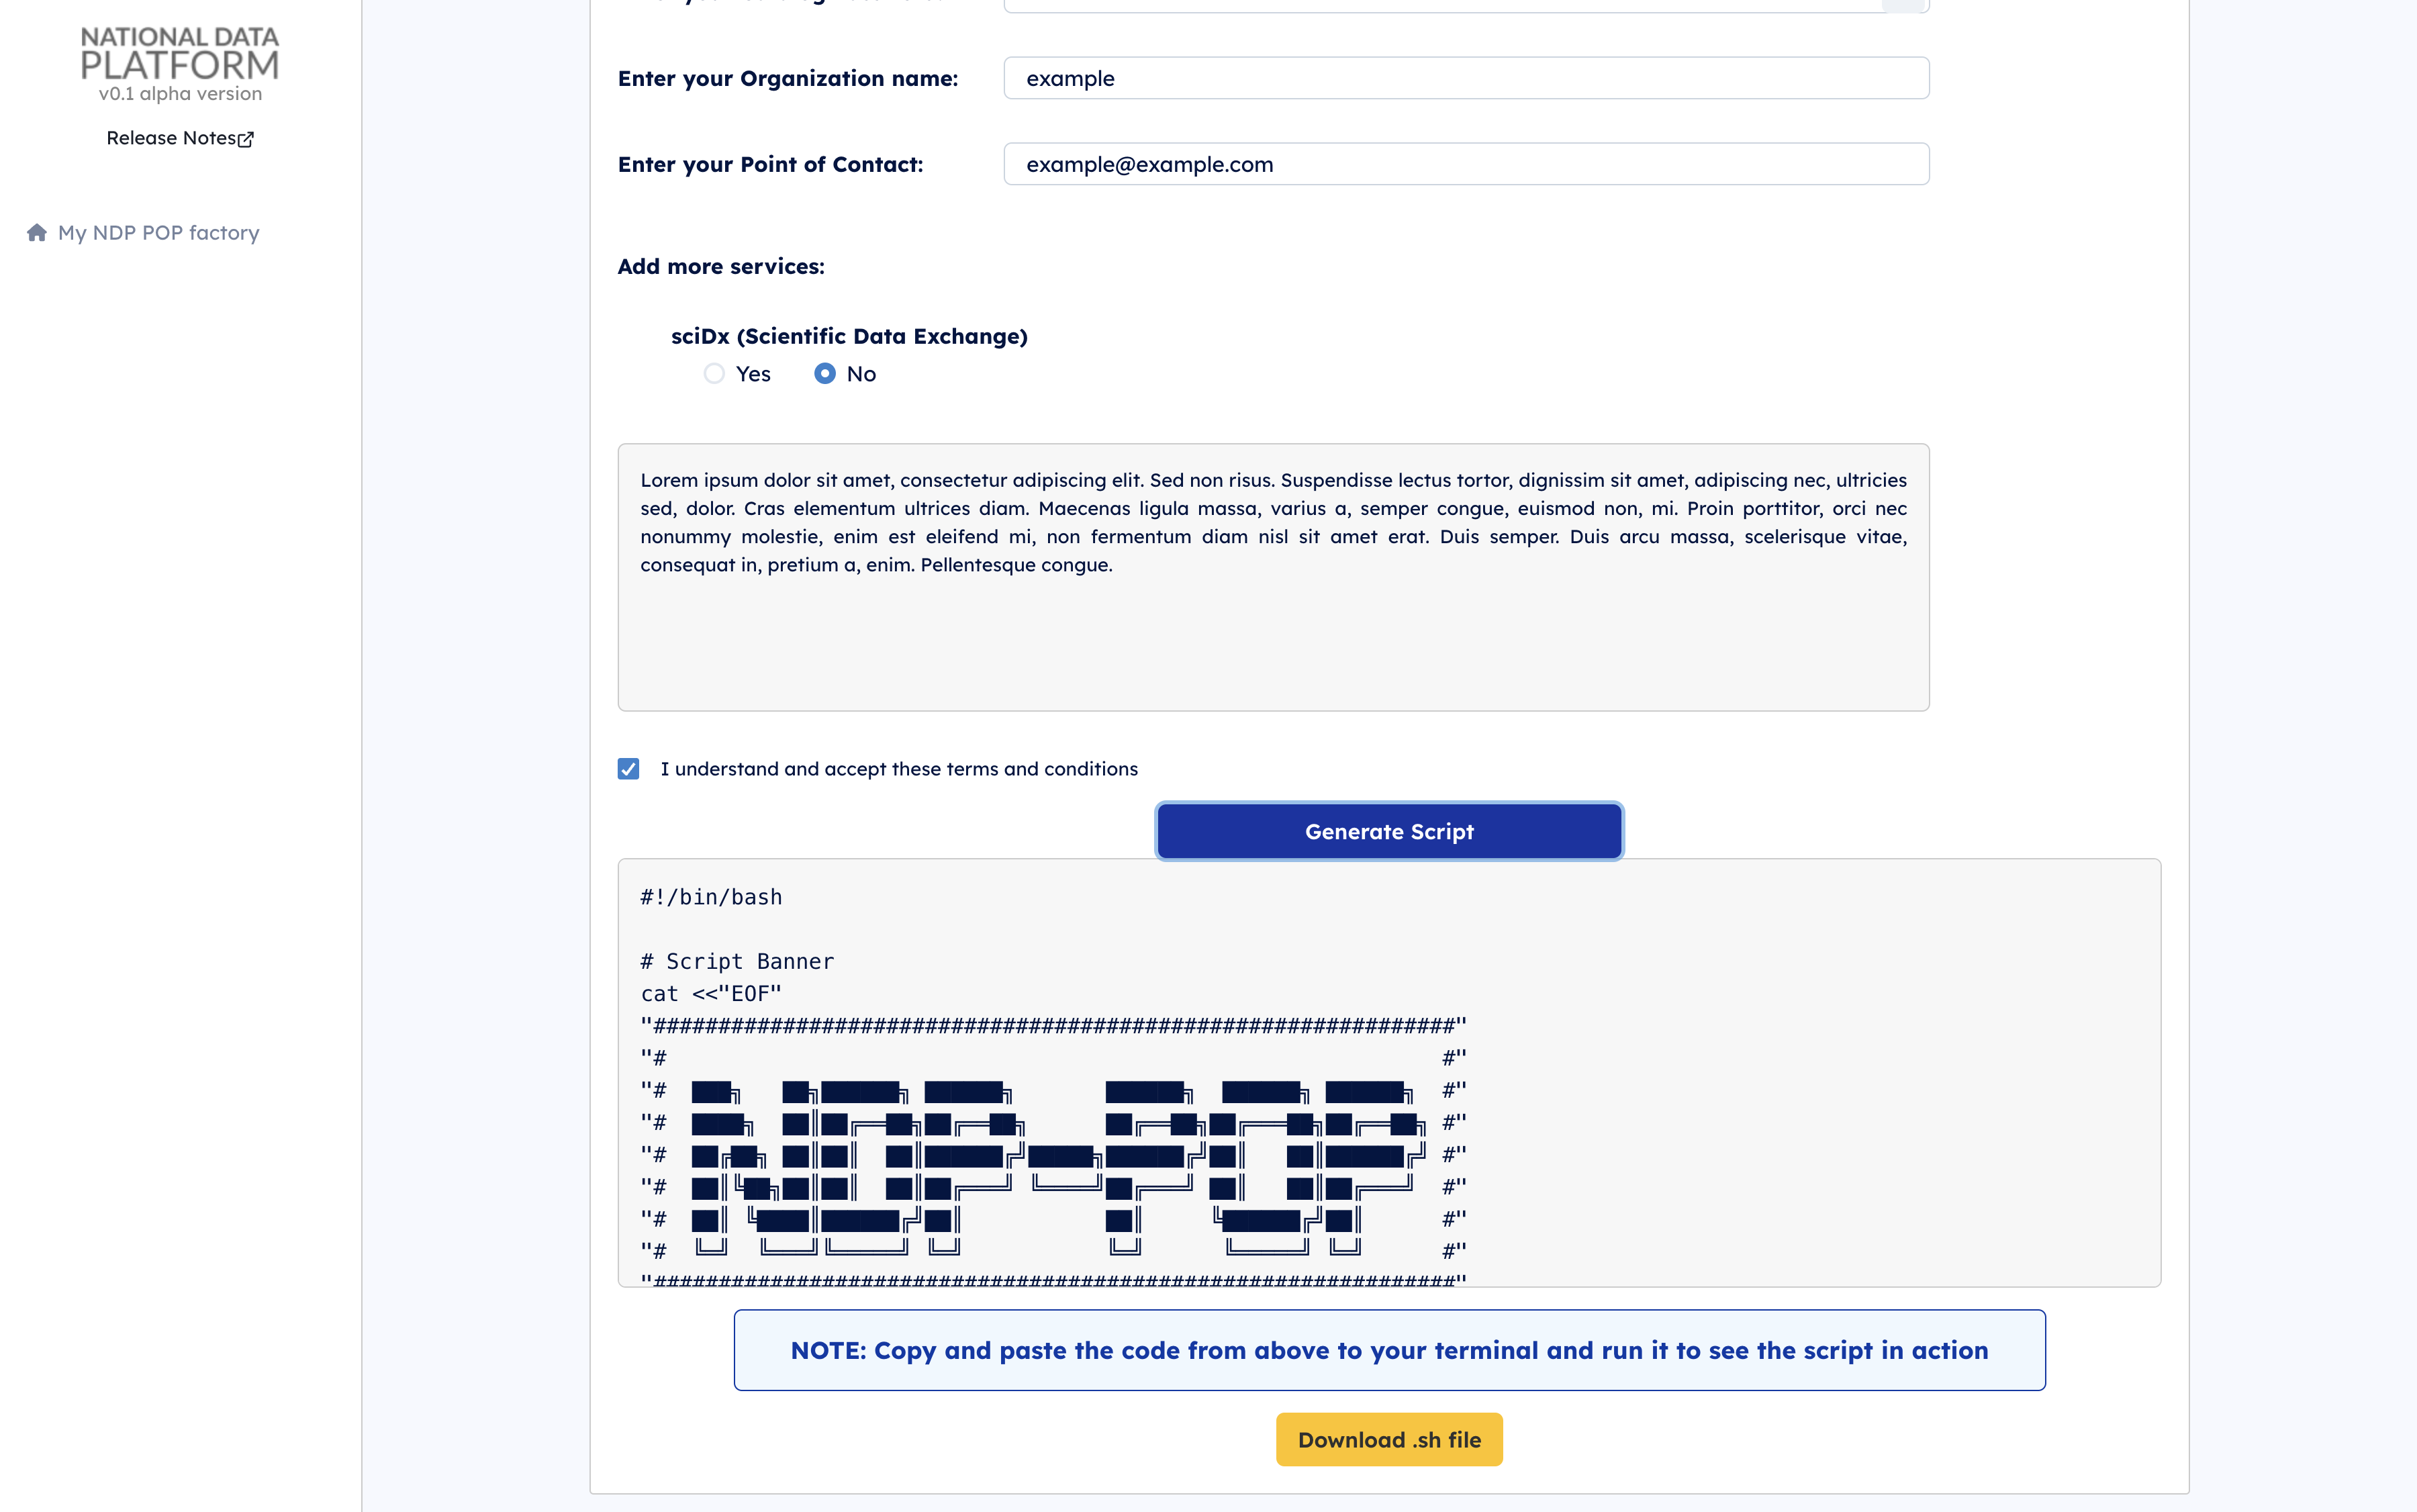 NATIONAL DATA
PLATFORM
v0.1 alpha version
Release Notes
My NDP POP factory
Enter your Organization name:
example
Enter your Point of Contact:
example@example.com
Add more services:
sciDx (Scientific Data Exchange)
Yes
No
Lorem ipsum dolor sit amet, consectetur adipiscing elit. Sed non risus. Suspendisse lectus tortor, dignissim sit amet, adipiscing nec, ultricies
sed, dolor. Cras elementum ultrices diam. Maecenas ligula massa, varius a, semper congue, euismod non, mi. Proin porttitor, orci nec
nonummy molestie, enim est eleifend mi, non fermentum diam nisl sit amet erat. Duis semper. Duis arcu massa, scelerisque vitae,
consequat in, pretium a, enim. Pellentesque congue.
I understand and accept these terms and conditions
Generate Script
#!/bin/bash
# Script Banner
cat <<"EOF"
"##############################################################"
"#                                                            #"
NDP-POP
"##############################################################"
NOTE: Copy and paste the code from above to your terminal and run it to see the script in action
Download .sh file